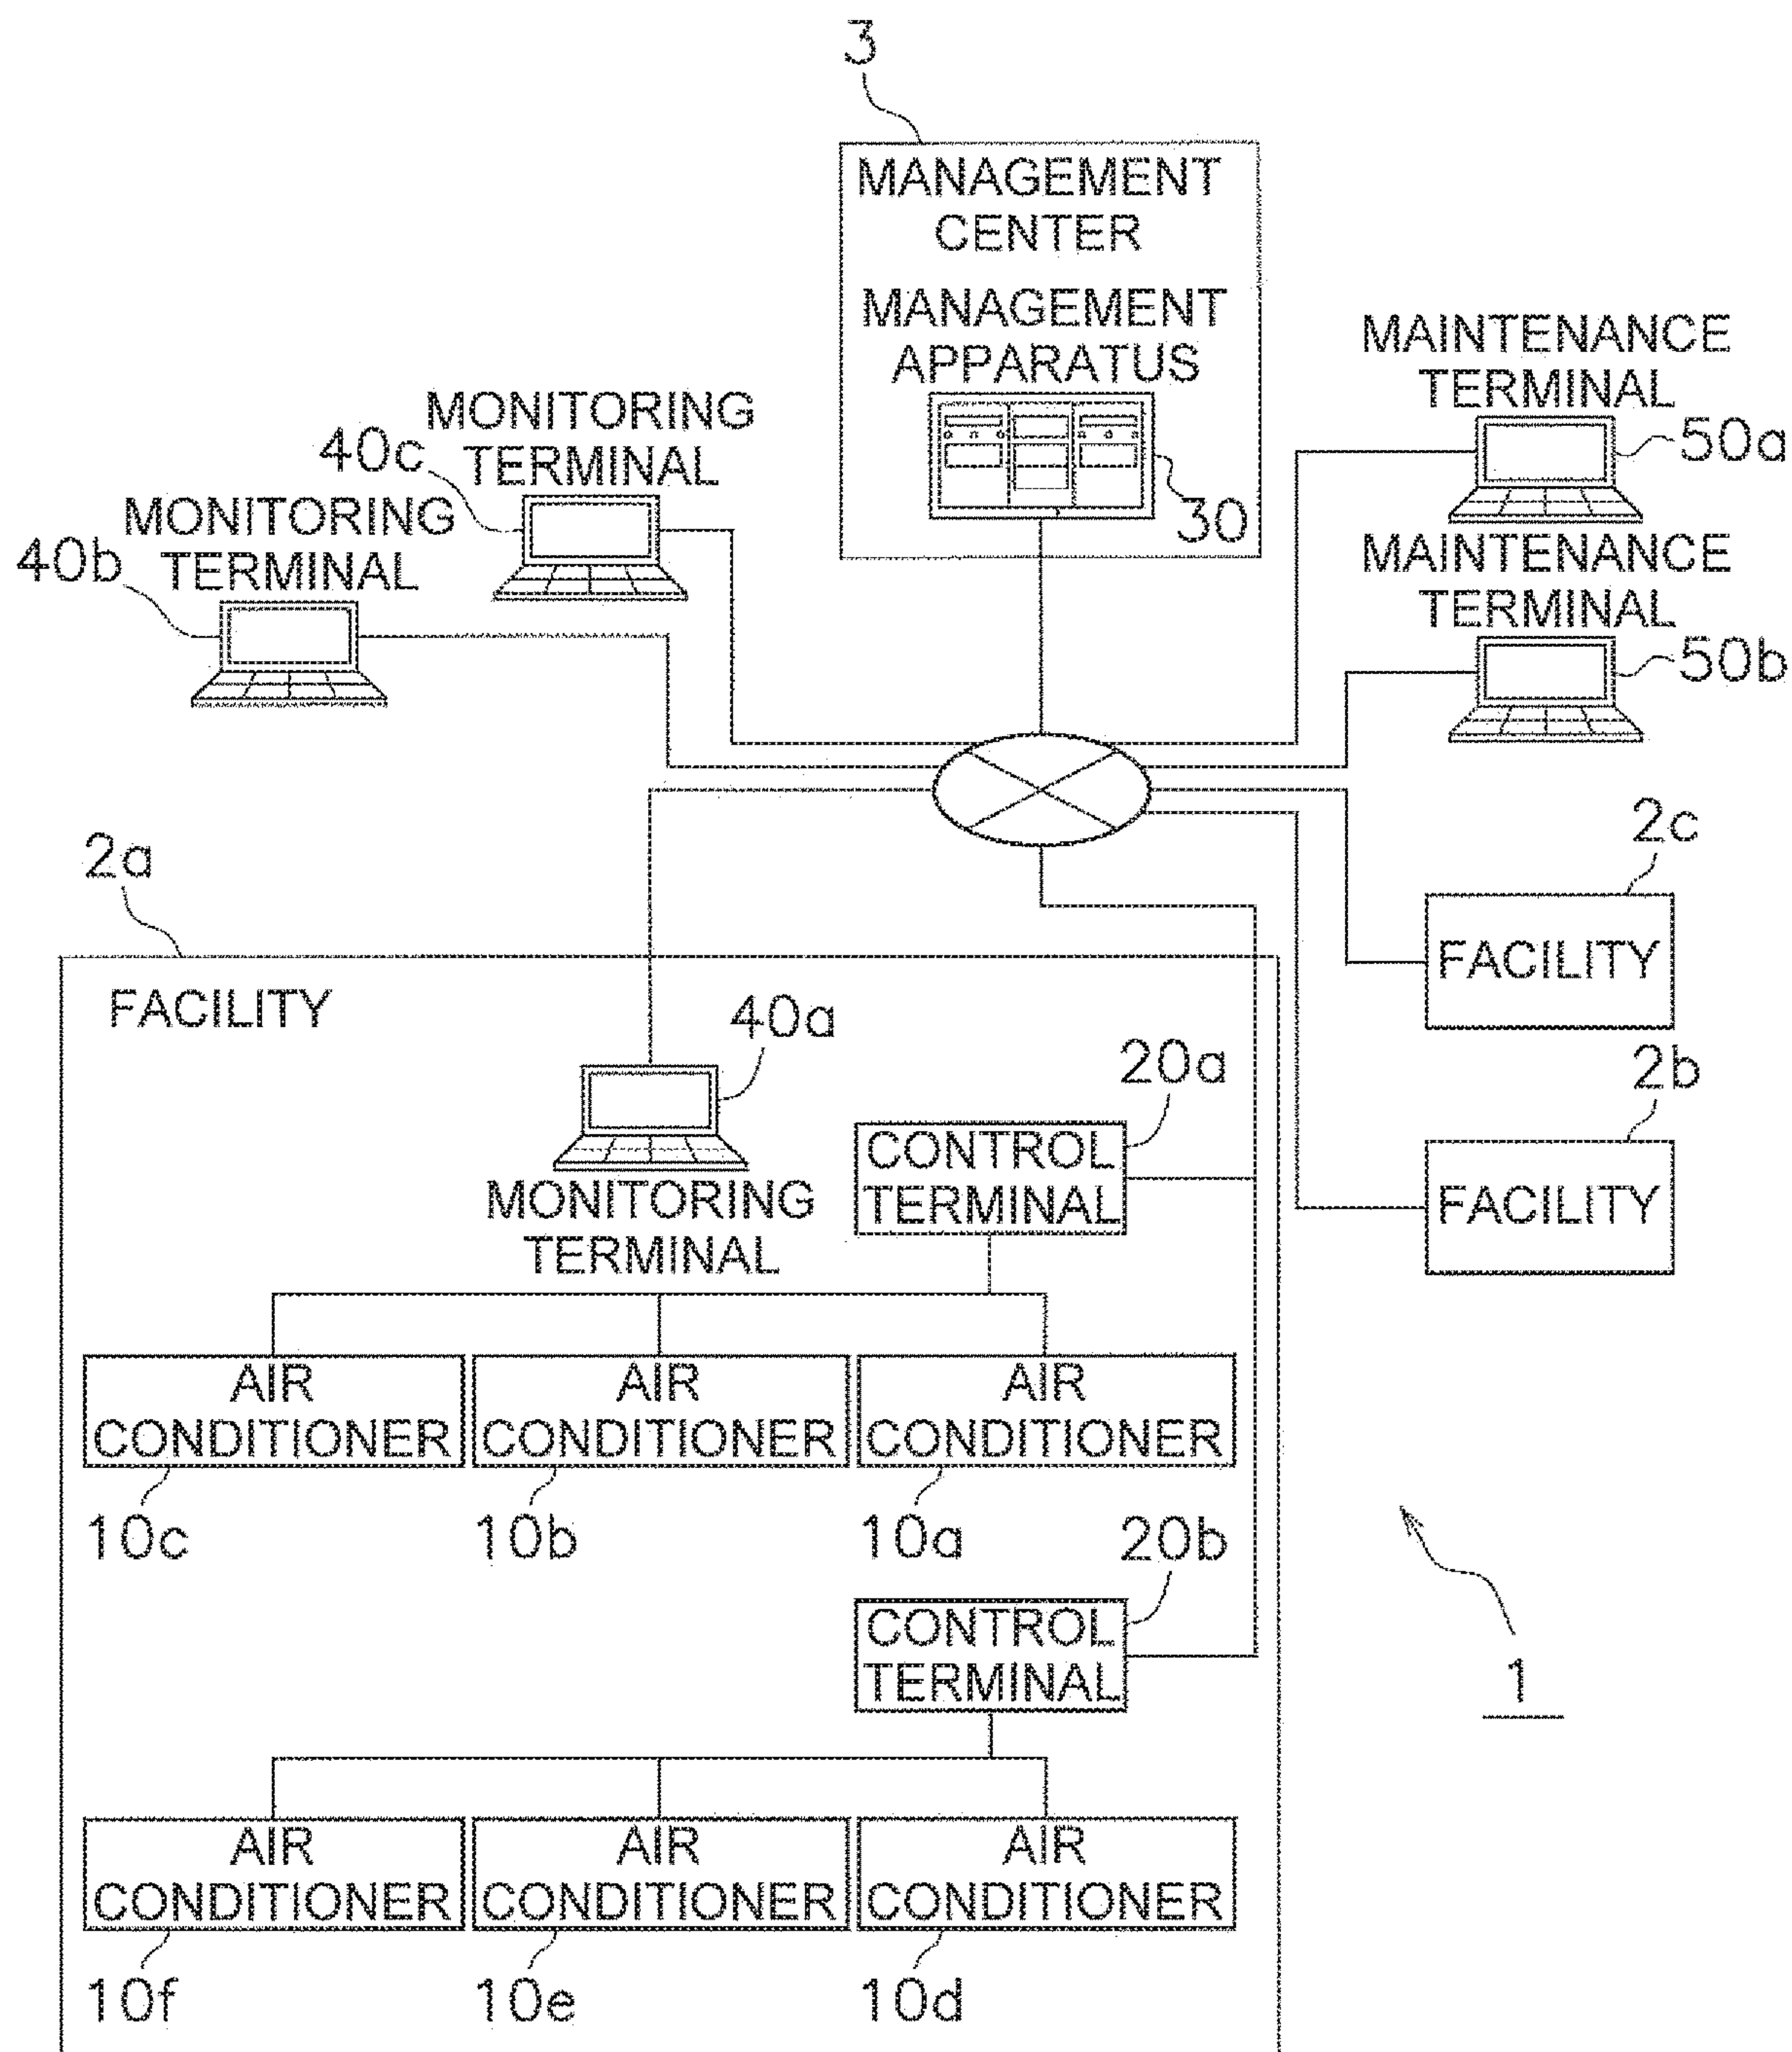 3
MANAGEMENT
CENTER
MANAGEMENT
APPARATUS
30
MONITORING
TERMINAL
40c
MONITORING
TERMINAL
40b
MAINTENANCE
TERMINAL
50a
MAINTENANCE
TERMINAL
50b
2c
FACILITY
2b
FACILITY
2a
FACILITY
40a
MONITORING
TERMINAL
20a
CONTROL
TERMINAL
AIR
CONDITIONER
10c
AIR
CONDITIONER
10b
AIR
CONDITIONER
10a
20b
CONTROL
TERMINAL
AIR
CONDITIONER
10f
AIR
CONDITIONER
10e
AIR
CONDITIONER
10d
1